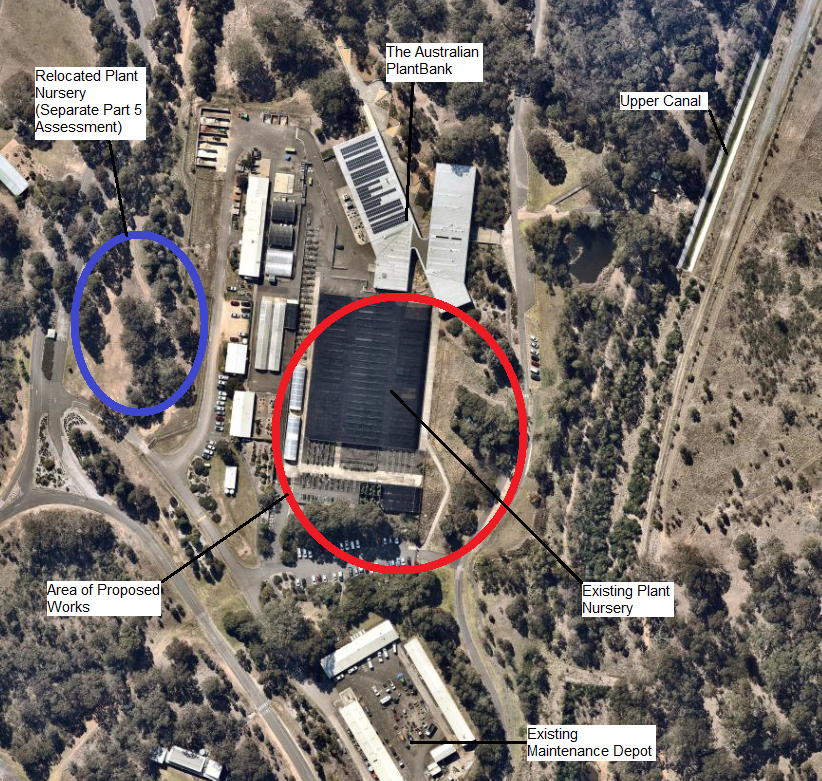 The Australian
PlantBank
Relocated Plant
Nursery
(Separate Part 5
Assessment)
Upper Canal
Area of Proposed
Works
Existing Plant
Nursery
Existing
Maintenance Depot